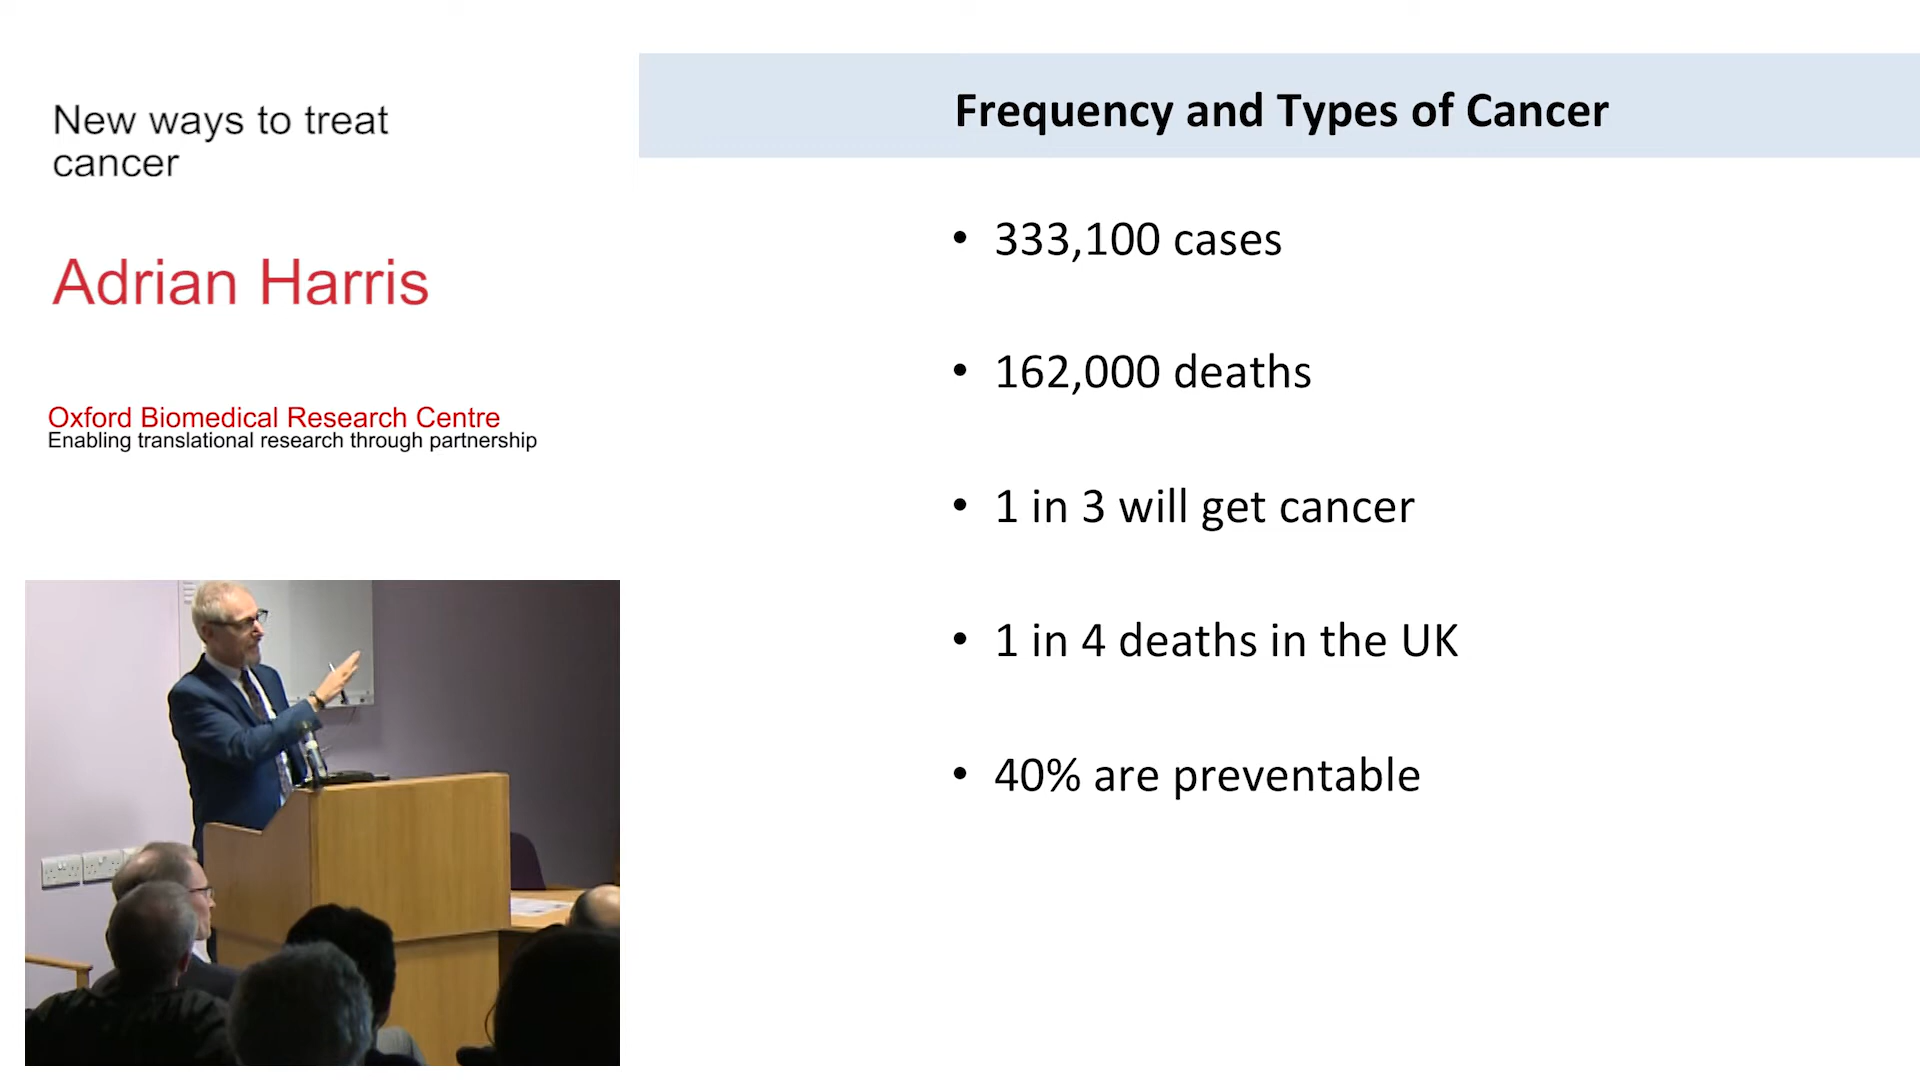 New ways to treat
cancer
Adrian Harris
Oxford Biomedical Research Centre
Enabling translational research through partnership
Frequency and Types of Cancer
• 333,100 cases
• 162,000 deaths
• 1 in 3 will get cancer
• 1 in 4 deaths in the UK
• 40% are preventable